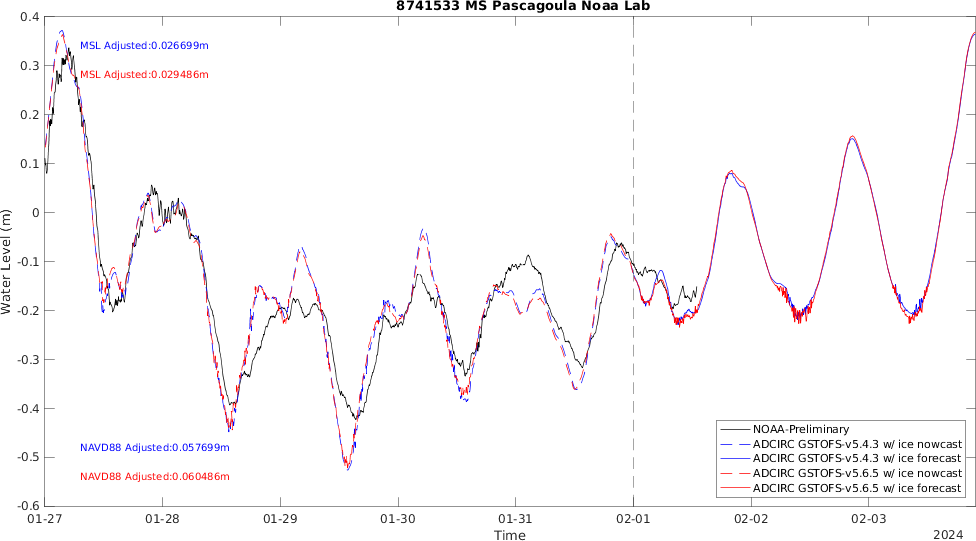 8741533 MS Pascagoula Noaa Lab
0.4
0.3
0.2
0.1
0
-0.1
-0.2
-0.3
-0.4
-0.5
-0.6
Water Level (m)
MSL Adjusted:0.026699m
MSL Adjusted:0.029486m
NAVD88 Adjusted:0.057699m
NAVD88 Adjusted:0.060486m
NOAA-Preliminary
ADCIRC GSTOFS-v5.4.3 w/ ice nowcast
ADCIRC GSTOFS-v5.4.3 w/ ice forecast
ADCIRC GSTOFS-v5.6.5 w/ ice nowcast
ADCIRC GSTOFS-v5.6.5 w/ ice forecast
01-27 01-28 01-29 01-30 01-31 02-01 02-02 02-03
Time
2024